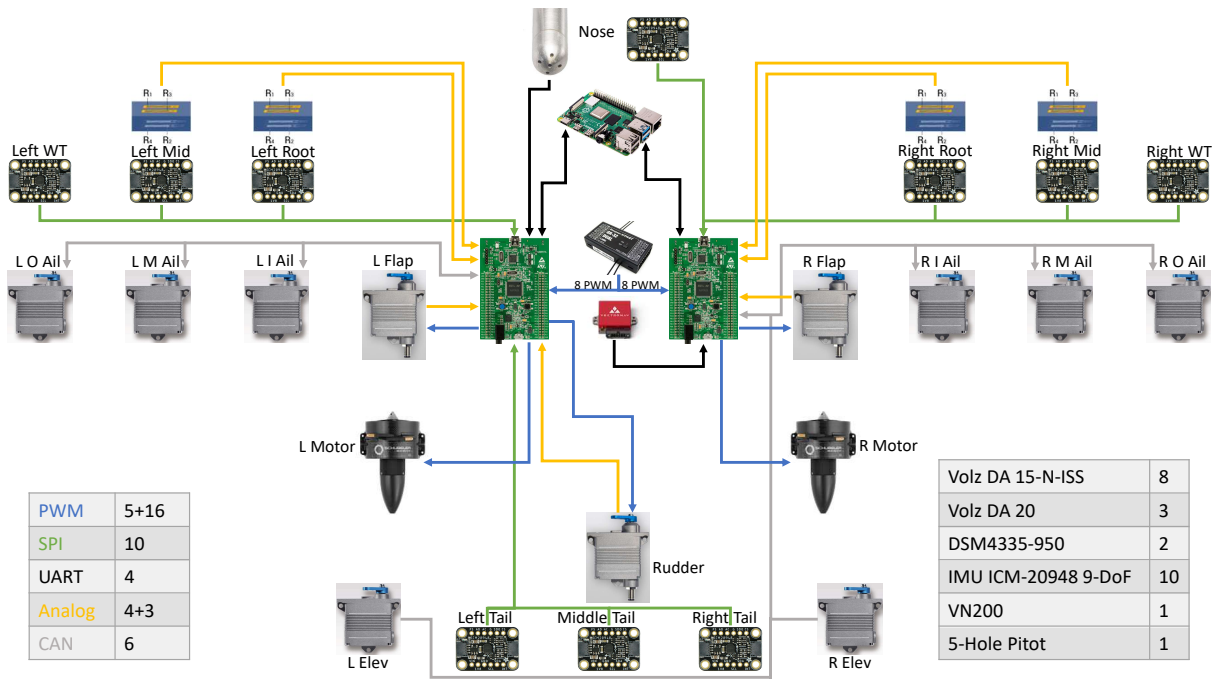 Nose
R1 R3
R1 R3
R1 R3
R1 R3
R4 R2
R4 R2
R4 R2
R4 R2
Left WT
Left Mid
Left Root
Right Root
Right Mid
Right WT
L O Ail
L M Ail
L I Ail
L Flap
R Flap
R I Ail
R M Ail
R O Ail
8 PWM
8 PWM
L Motor
R Motor
Rudder
Left Tail
Middle Tail
Right Tail
L Elev
R Elev
PWM 5+16
SPI 10
UART 4
Analog 4+3
CAN 6
Volz DA 15-N-ISS 8
Volz DA 20 3
DSM4335-950 2
IMU ICM-20948 9-DoF 10
VN200 1
5-Hole Pitot 1